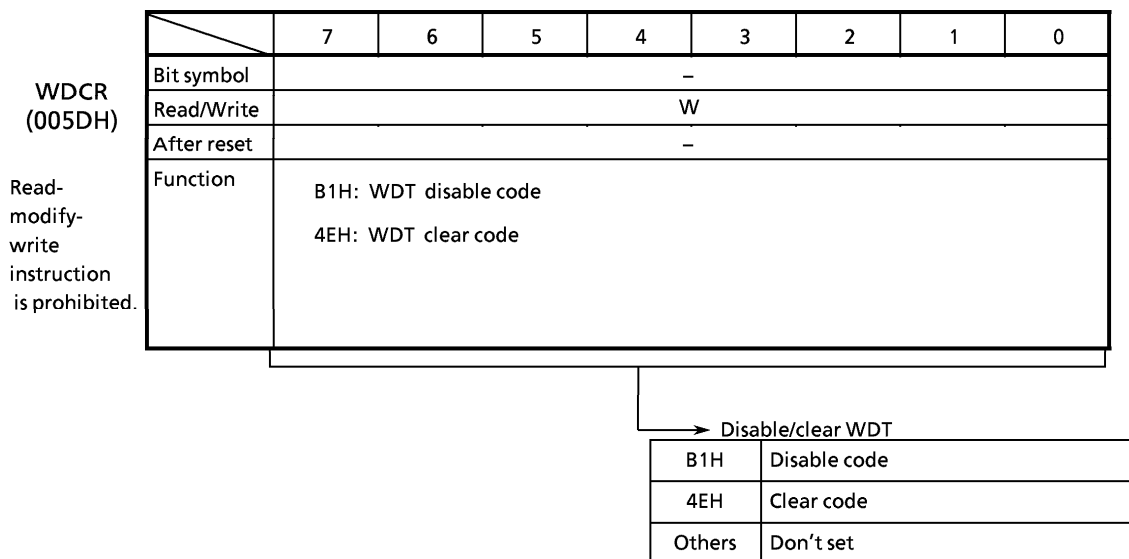 7 6 5 4 3 2 1 0
WDCR
(005DH)
Bit symbol –
Read/Write W
After reset –
Function
B1H: WDT disable code
4EH: WDT clear code
Read-
modify-
write
instruction
is prohibited.
Disable/clear WDT
B1H Disable code
4EH Clear code
Others Don't set